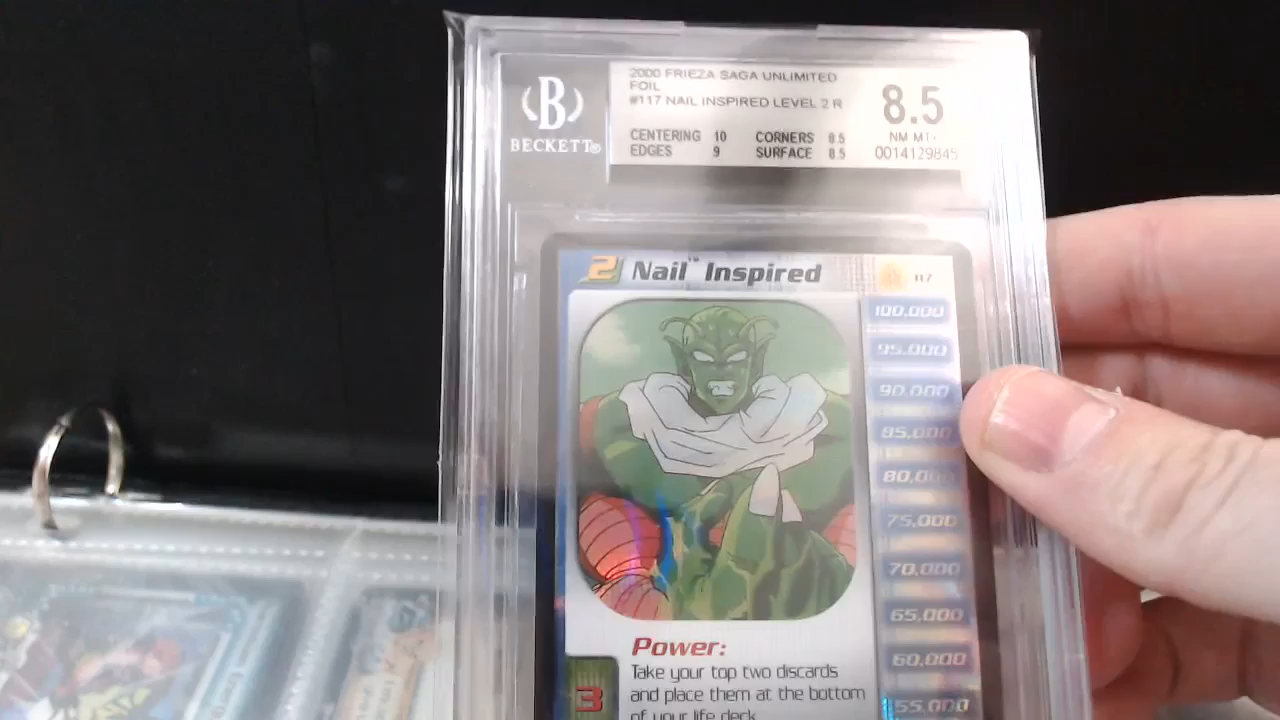 2000 FRIEZA SAGA UNLIMITED
FOIL
#117 NAIL INSPIRED LEVEL 2 R
CENTERING 10 CORNERS 8.5
EDGES 9 SURFACE 8.5
8.5
NM MT+
0014129845
B
BECKETT®
2 Nail™ Inspired 117
100,000
95,000
90,000
85,000
80,000
75,000
70,000
65,000
60,000
55,000
Power:
Take your top two discards
and place them at the bottom
of your life deck
3